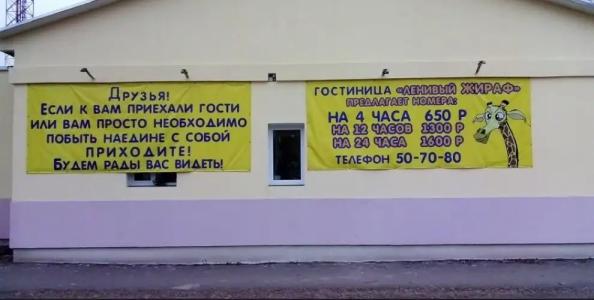 Друзья!
Если к вам приехали гости
или вам просто необходимо
побыть наедине с собой
приходите!
Будем рады вас видеть!
Гостиница «Ленивый Жираф»
предлагает номера:
на 4 часа 650 Р
на 12 часов 1300 Р
на 24 часа 1600 Р
телефон 50-70-80